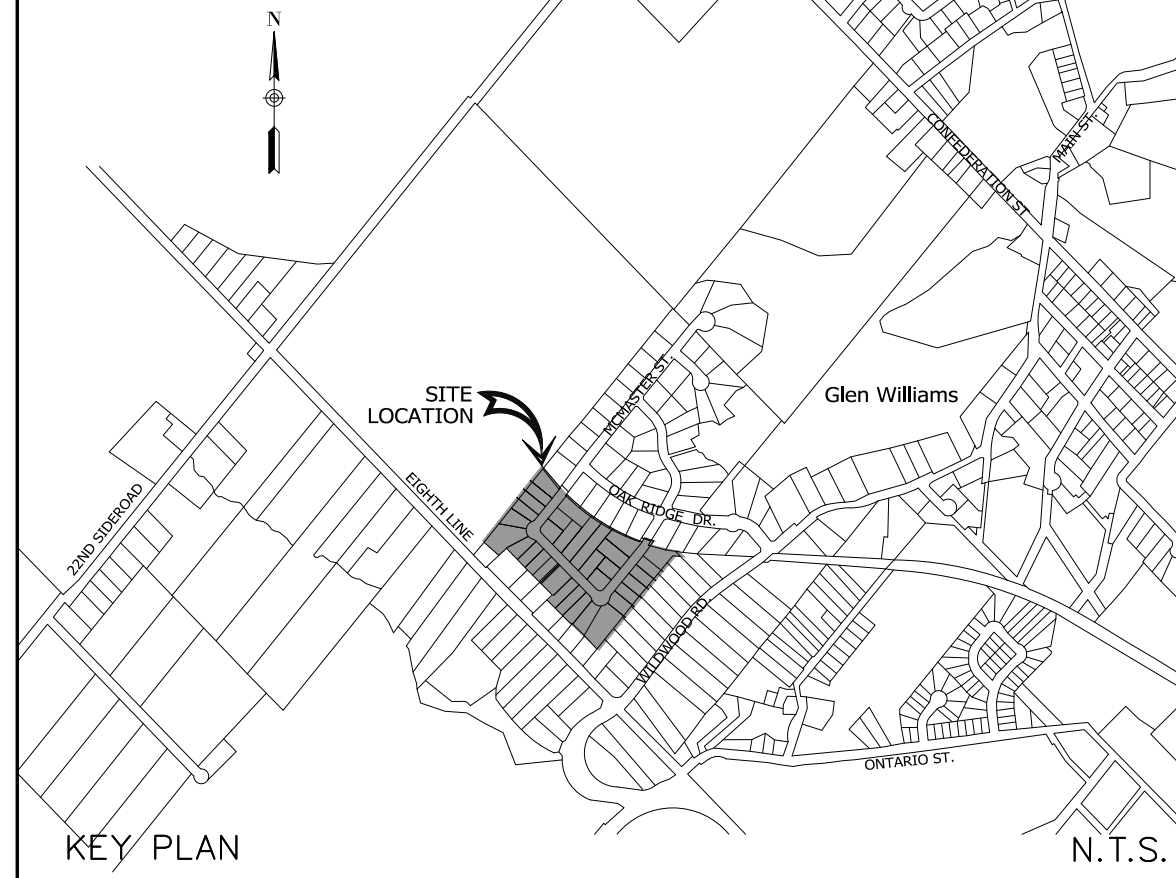 N
CONFEDERATION ST
MAIN ST.
SITE
LOCATION
MCMASTER ST.
Glen Williams
EIGHTH LINE
OAK RIDGE DR.
22ND SIDEROAD
WILDWOOD RD.
ONTARIO ST.
KEY PLAN
N.T.S.